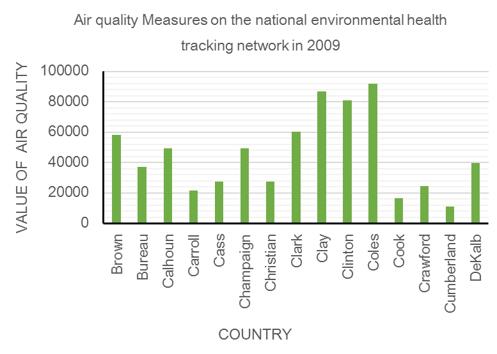 Air quality Measures on the national environmental health
tracking network in 2009
VALUE OF AIR QUALITY
100000
80000
60000
40000
20000
0
Brown
Bureau
Calhoun
Carroll
Cass
Champaign
Christian
Clark
Clay
Clinton
Coles
Cook
Crawford
Cumberland
DeKalb
COUNTRY